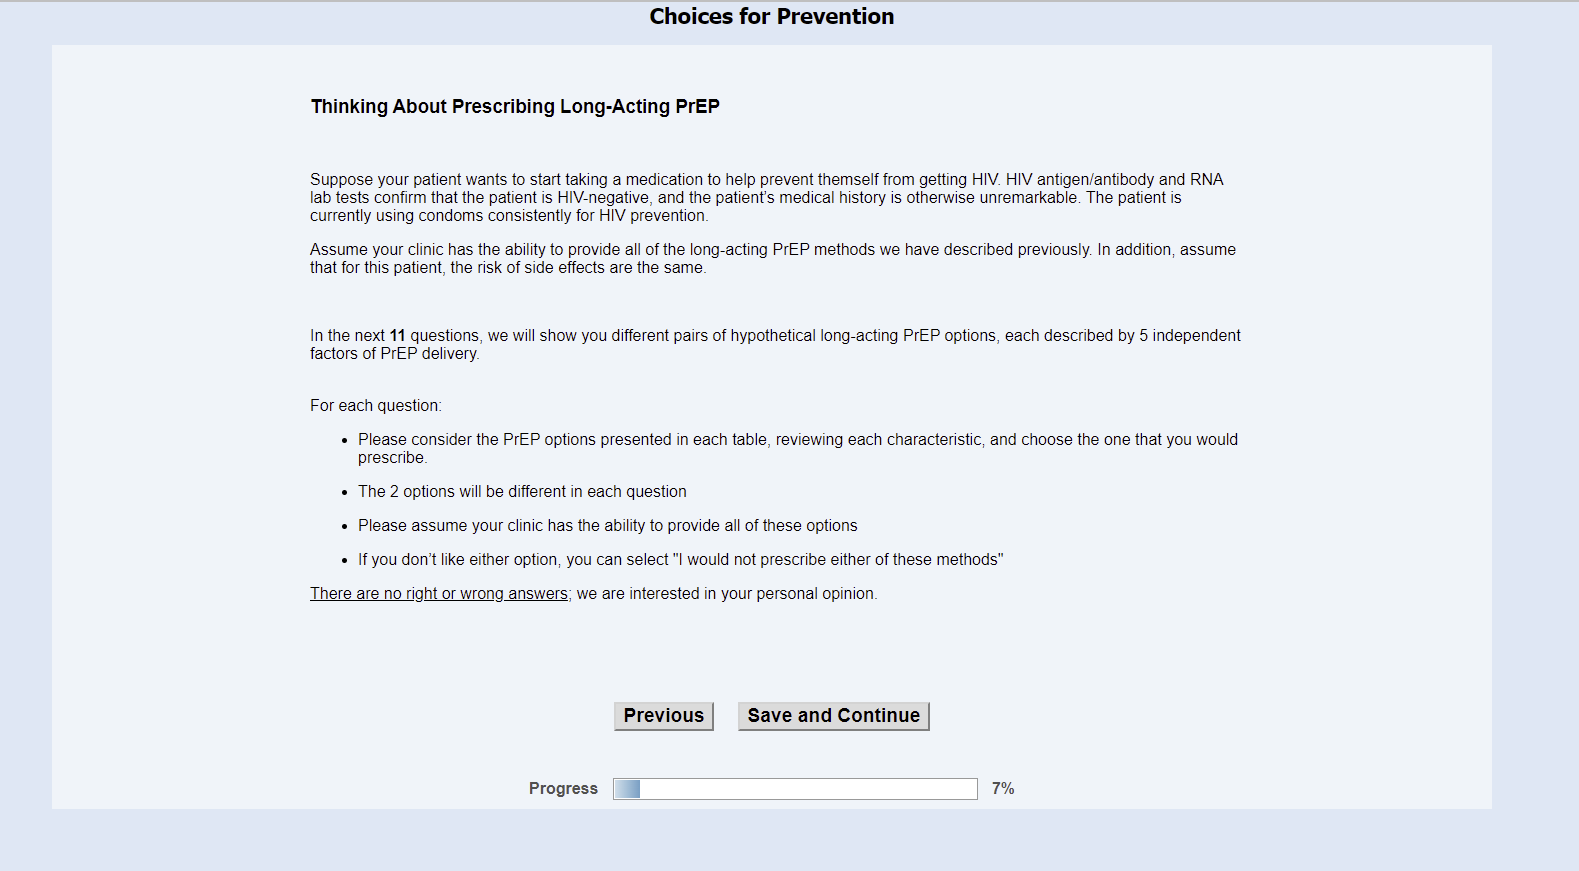 Choices for Prevention
Thinking About Prescribing Long-Acting PrEP
Suppose your patient wants to start taking a medication to help prevent themself from getting HIV. HIV antigen/antibody and RNA
lab tests confirm that the patient is HIV-negative, and the patient's medical history is otherwise unremarkable. The patient is
currently using condoms consistently for HIV prevention.
Assume your clinic has the ability to provide all of the long-acting PrEP methods we have described previously. In addition, assume
that for this patient, the risk of side effects are the same.
In the next 11 questions, we will show you different pairs of hypothetical long-acting PrEP options, each described by 5 independent
factors of PrEP delivery.
For each question:
• Please consider the PrEP options presented in each table, reviewing each characteristic, and choose the one that you would
prescribe.
• The 2 options will be different in each question
• Please assume your clinic has the ability to provide all of these options
• If you don't like either option, you can select "I would not prescribe either of these methods"
There are no right or wrong answers; we are interested in your personal opinion.
Previous Save and Continue
Progress 7%